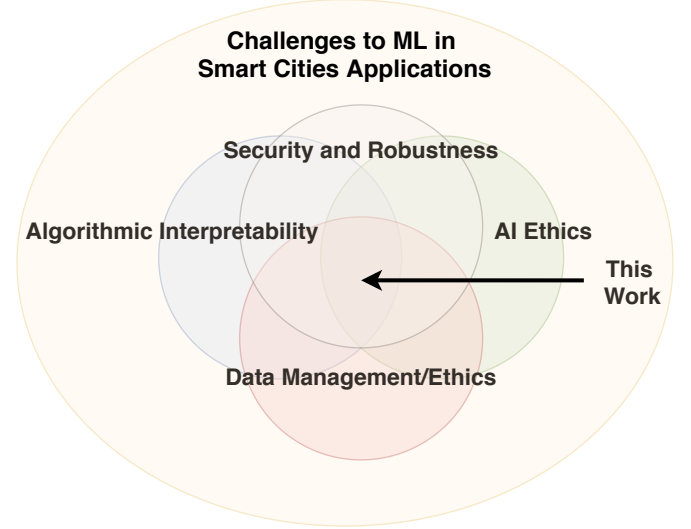 Challenges to ML in
Smart Cities Applications
Security and Robustness
Algorithmic Interpretability
AI Ethics
This
Work
Data Management/Ethics